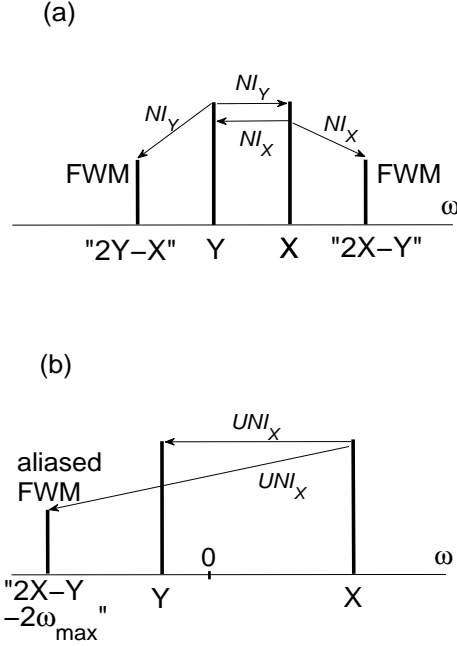 (a)
NI_Y
NI_Y NI_X NI_X
FWM FWM
ω
"2Y−X" Y X "2X−Y"
(b)
UNI_X
aliased
FWM
UNI_X
0 ω
"2X−Y
−2ω_max"
Y X